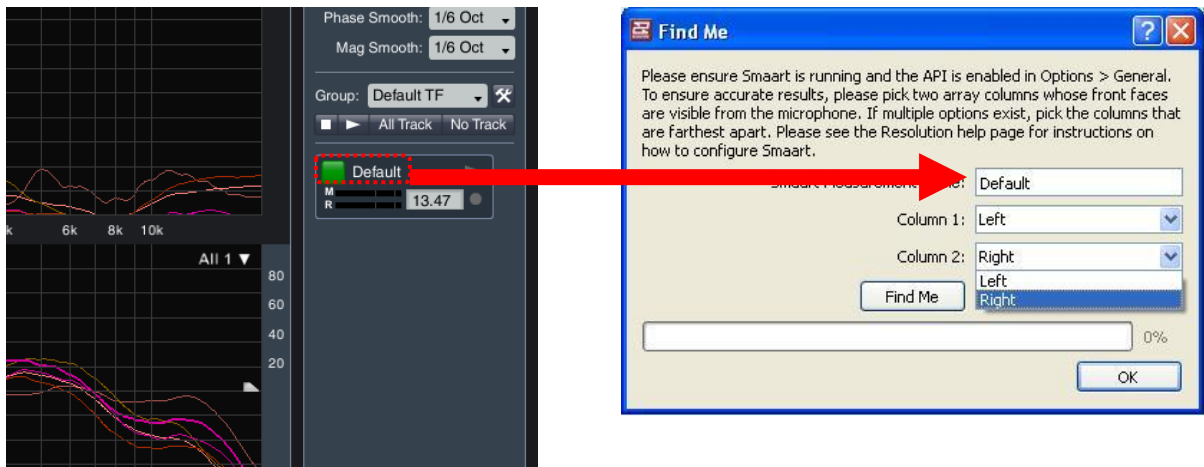 Phase Smooth: 1/6 Oct
Mag Smooth: 1/6 Oct
Group: Default TF
All Track No Track
Default
M
R
13.47
k 6k 8k 10k
All 1
80
60
40
20
Find Me
Please ensure Smaart is running and the API is enabled in Options > General.
To ensure accurate results, please pick two array columns whose front faces
are visible from the microphone. If multiple options exist, pick the columns that
are farthest apart. Please see the Resolution help page for instructions on
how to configure Smaart.
Smaart Measurement Default
Column 1: Left
Column 2: Right
Left
Right
Find Me
0%
OK